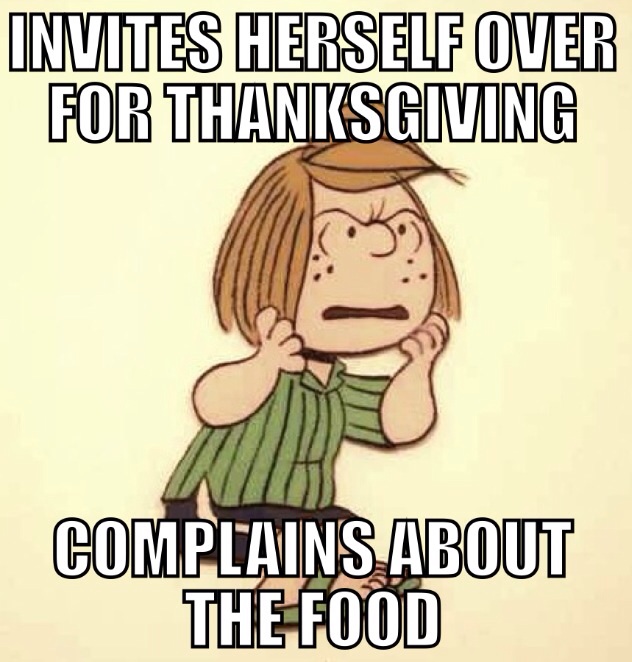 INVITES HERSELF OVER
FOR THANKSGIVING
COMPLAINS ABOUT
THE FOOD